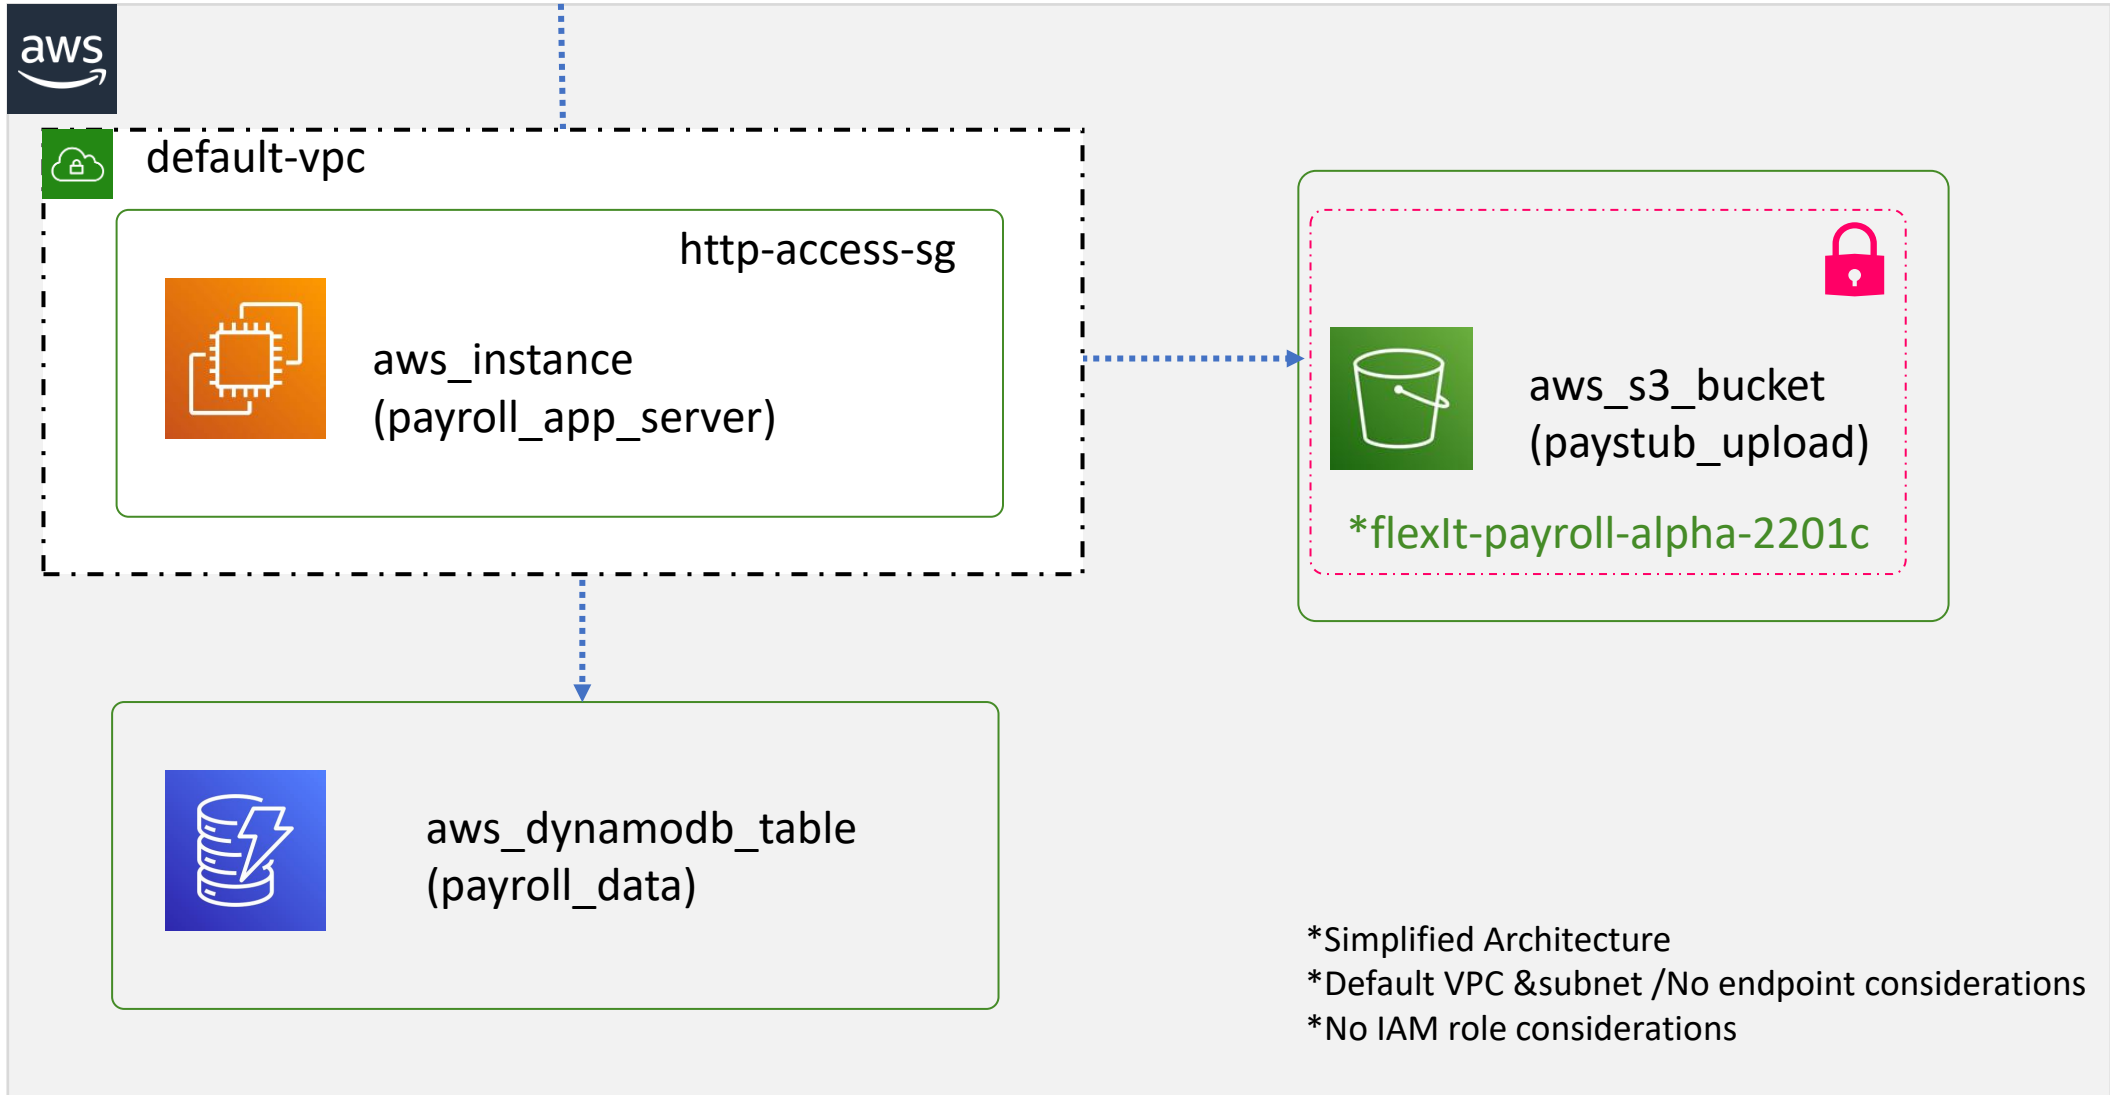 aws
default-vpc
http-access-sg
aws_instance
(payroll_app_server)
aws_s3_bucket
(paystub_upload)
*flexIt-payroll-alpha-2201c
aws_dynamodb_table
(payroll_data)
*Simplified Architecture
*Default VPC &subnet /No endpoint considerations
*No IAM role considerations